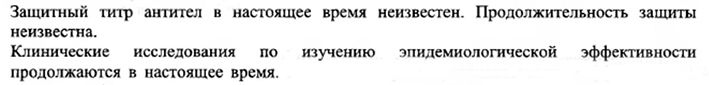 Защитный титр антител в настоящее время неизвестен. Продолжительность защиты
неизвестна.
Клинические исследования по изучению эпидемиологической эффективности
продолжаются в настоящее время.